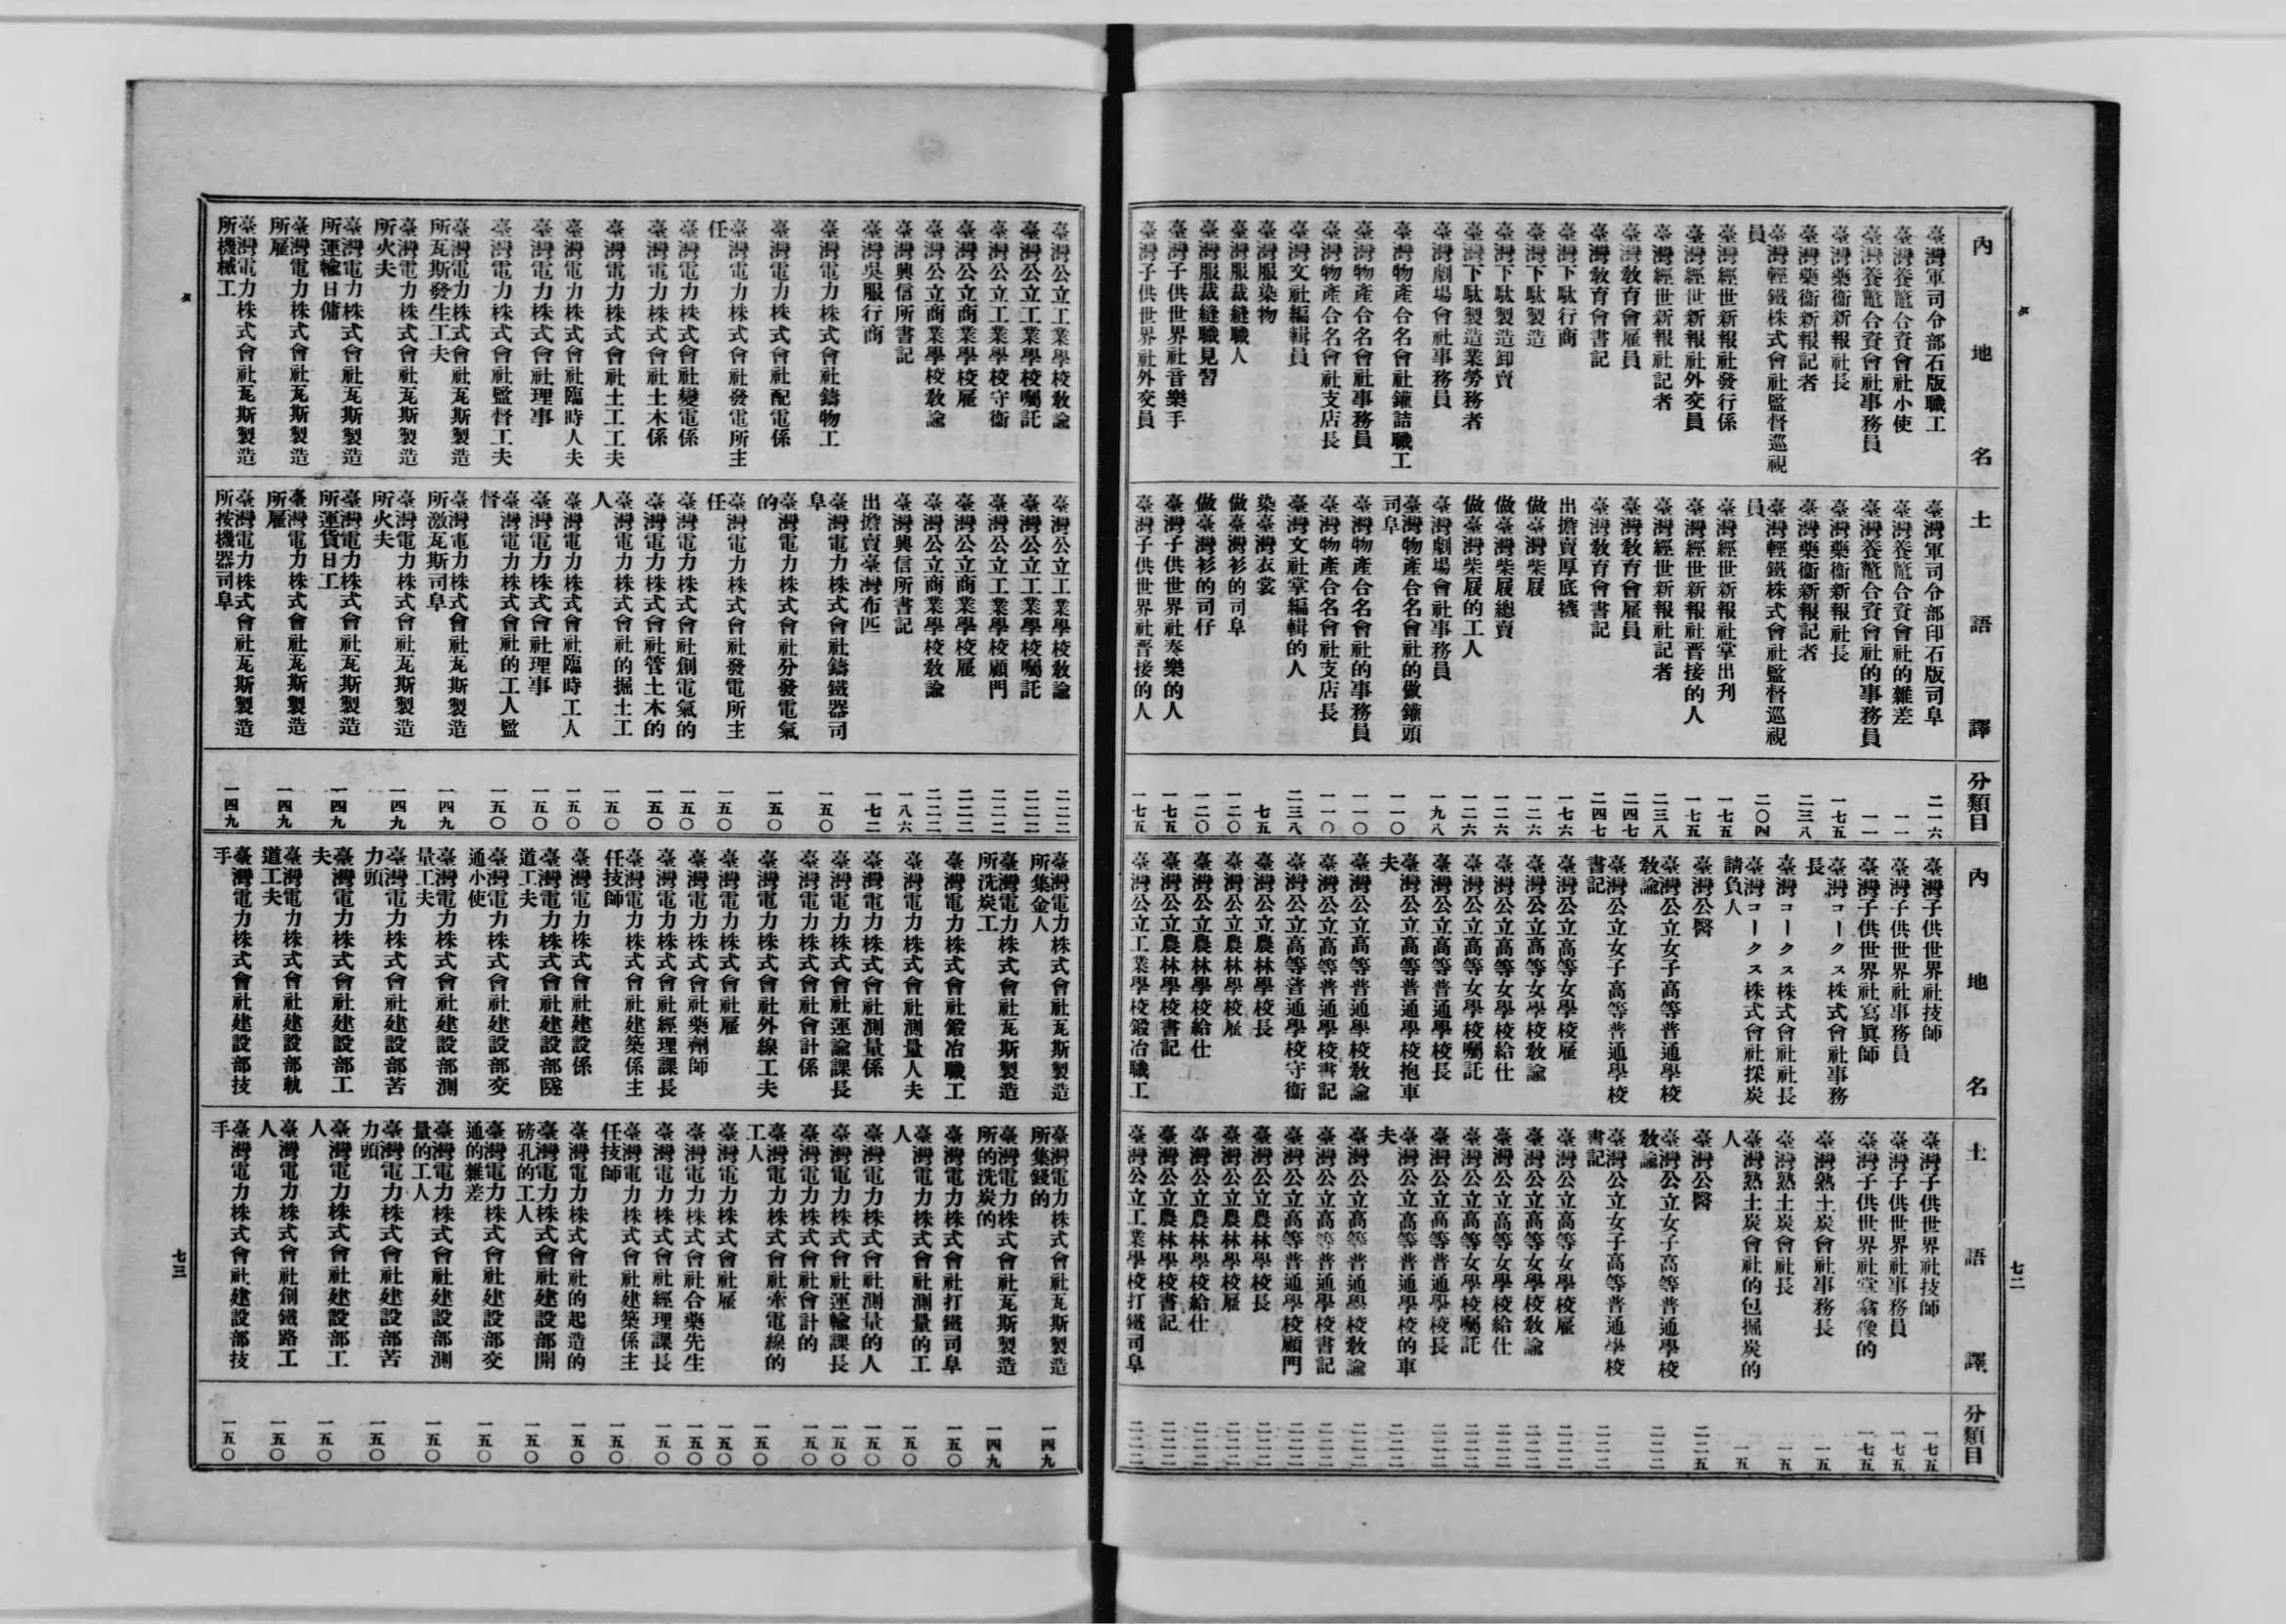 タ
七二
內地名 土語譯 分類目
臺灣軍司令部石版職工 臺灣軍司令部印石版司阜 二一六
臺灣養鼈合資會社小使 臺灣養鼈合資會社的雜差 一一
臺灣養鼈合資會社事務員 臺灣養鼈合資會社的事務員 一一
臺灣藥衞新報社長 臺灣藥衞新報社長 一七五
臺灣藥衞新報記者 臺灣藥衞新報記者 二三八
臺灣輕鐵株式會社監督巡視員 臺灣輕鐵株式會社監督巡視員 二〇四
臺灣經世新報社發行係 臺灣經世新報社掌出刋 一七五
臺灣經世新報社外交員 臺灣經世新報社晋接的人 一七五
臺灣經世新報社記者 臺灣經世新報社記者 二三八
臺灣敎育會雇員 臺灣敎育會雇員 二四七
臺灣敎育會書記 臺灣敎育會書記 二四七
臺灣下駄行商 出擔賣厚底襪 一七六
臺灣下駄製造 做臺灣柴屐 一二六
臺灣下駄製造卸賣 做臺灣柴屐總賣 一二六
臺灣下駄製造業勞務者 做臺灣柴屐的工人 一二六
臺灣劇場會社事務員 臺灣劇場會社事務員 一九八
臺灣物產合名會社鑵詰職工 臺灣物產合名會社的做鑵頭司阜 一一〇
臺灣物產合名會社事務員 臺灣物產合名會社的事務員 一一〇
臺灣物產合名會社支店長 臺灣物產合名會社支店長 一一〇
臺灣文社編輯員 臺灣文社掌編輯的人 二三八
臺灣服染物 染臺灣衣裳 七五
臺灣服裁縫職人 做臺灣衫的司阜 一二〇
臺灣服裁縫職見習 做臺灣衫的司仔 一二〇
臺灣子供世界社音樂手 臺灣子供世界社奏樂的人 一七五
臺灣子供世界社外交員 臺灣子供世界社晋接的人 一七五
內地名 土語譯 分類目
臺灣子供世界社技師 臺灣子供世界社技師 一七五
臺灣子供世界社事務員 臺灣子供世界社事務員 一七五
臺灣子供世界社寫眞師 臺灣子供世界社掌翕像的 一七五
臺灣コークス株式會社事務長 臺灣熟土炭會社事務長 一五
臺灣コークス株式會社社長 臺灣熟土炭會社長 一五
臺灣コークス株式會社採炭請負人 臺灣熟土炭會社的包掘炭的人 一五
臺灣公醫 臺灣公醫 二二五
臺灣公立女子高等普通學校敎諭 臺灣公立女子高等普通學校敎諭 二二二
臺灣公立女子高等普通學校書記 臺灣公立女子高等普通學校書記 二二二
臺灣公立高等女學校雇 臺灣公立高等女學校雇 二二二
臺灣公立高等女學校敎諭 臺灣公立高等女學校敎諭 二二二
臺灣公立高等女學校給仕 臺灣公立高等女學校給仕 二二二
臺灣公立高等女學校囑託 臺灣公立高等女學校囑託 二二二
臺灣公立高等普通學校長 臺灣公立高等普通學校長 二二二
臺灣公立高等普通學校抱車夫 臺灣公立高等普通學校的車夫 二二二
臺灣公立高等普通學校敎諭 臺灣公立高等普通學校敎諭 二二二
臺灣公立高等普通學校書記 臺灣公立高等普通學校書記 二二二
臺灣公立高等普通學校守衞 臺灣公立高等普通學校顧門 二二二
臺灣公立農林學校長 臺灣公立農林學校長 二二二
臺灣公立農林學校雇 臺灣公立農林學校雇 二二二
臺灣公立農林學校給仕 臺灣公立農林學校給仕 二二二
臺灣公立農林學校書記 臺灣公立農林學校書記 二二二
臺灣公立工業學校鍛冶職工 臺灣公立工業學校打鐵司阜 二二二
タ
七三
臺灣公立工業學校敎諭 臺灣公立工業學校敎諭 二二二
臺灣公立工業學校囑託 臺灣公立工業學校囑託 二二二
臺灣公立工業學校守衞 臺灣公立工業學校顧門 二二二
臺灣公立商業學校雇 臺灣公立商業學校雇 二二二
臺灣公立商業學校敎諭 臺灣公立商業學校敎諭 二二二
臺灣興信所書記 臺灣興信所書記 一八六
臺灣吳服行商 出擔賣臺灣布匹 一七二
臺灣電力株式會社鑄物工 臺灣電力株式會社鑄鐵器司阜 一五〇
臺灣電力株式會社配電係 臺灣電力株式會社分發電氣的 一五〇
臺灣電力株式會社發電所主任 臺灣電力株式會社發電所主任 一五〇
臺灣電力株式會社變電係 臺灣電力株式會社創電氣的 一五〇
臺灣電力株式會社土木係 臺灣電力株式會社管土木的 一五〇
臺灣電力株式會社土工工夫 臺灣電力株式會社的掘土工人 一五〇
臺灣電力株式會社臨時人夫 臺灣電力株式會社臨時工人 一五〇
臺灣電力株式會社理事 臺灣電力株式會社理事 一五〇
臺灣電力株式會社監督工夫 臺灣電力株式會社的工人監督 一五〇
臺灣電力株式會社瓦斯製造所瓦斯發生工夫 臺灣電力株式會社瓦斯製造所激瓦斯司阜 一四九
臺灣電力株式會社瓦斯製造所火夫 臺灣電力株式會社瓦斯製造所火夫 一四九
臺灣電力株式會社瓦斯製造所運輸日傭 臺灣電力株式會社瓦斯製造所運貨日工 一四九
臺灣電力株式會社瓦斯製造所雇 臺灣電力株式會社瓦斯製造所雇 一四九
臺灣電力株式會社瓦斯製造所機械工 臺灣電力株式會社瓦斯製造所按機器司阜 一四九
臺灣電力株式會社瓦斯製造所集金人 臺灣電力株式會社瓦斯製造所集錢的 一四九
臺灣電力株式會社瓦斯製造所洗炭工 臺灣電力株式會社瓦斯製造所的洗炭的 一四九
臺灣電力株式會社鍛冶職工 臺灣電力株式會社打鐵司阜 一五〇
臺灣電力株式會社測量人夫 臺灣電力株式會社測量的工人 一五〇
臺灣電力株式會社測量係 臺灣電力株式會社測量的人 一五〇
臺灣電力株式會社運論課長 臺灣電力株式會社運輸課長 一五〇
臺灣電力株式會社會計係 臺灣電力株式會社會計的 一五〇
臺灣電力株式會社外線工夫 臺灣電力株式會社牽電線的工人 一五〇
臺灣電力株式會社雇 臺灣電力株式會社雇 一五〇
臺灣電力株式會社藥劑師 臺灣電力株式會社合藥先生 一五〇
臺灣電力株式會社經理課長 臺灣電力株式會社經理課長 一五〇
臺灣電力株式會社建築係主任技師 臺灣電力株式會社建築係主任技師 一五〇
臺灣電力株式會社建設係 臺灣電力株式會社的起造的 一五〇
臺灣電力株式會社建設部隧道工夫 臺灣電力株式會社建設部開磅孔的工人 一五〇
臺灣電力株式會社建設部交通小使 臺灣電力株式會社建設部交通的雜差 一五〇
臺灣電力株式會社建設部測量工夫 臺灣電力株式會社建設部測量的工人 一五〇
臺灣電力株式會社建設部苦力頭 臺灣電力株式會社建設部苦力頭 一五〇
臺灣電力株式會社建設部工夫 臺灣電力株式會社建設部工人 一五〇
臺灣電力株式會社建設部軌道工夫 臺灣電力株式會社創鐵路工人 一五〇
臺灣電力株式會社建設部技手 臺灣電力株式會社建設部技手 一五〇